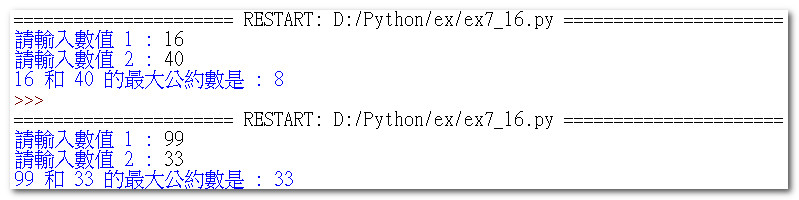 ====================== RESTART: D:/Python/ex/ex7_16.py ======================
請輸入數值 1 : 16
請輸入數值 2 : 40
16 和 40 的最大公約數是 : 8
>>>
====================== RESTART: D:/Python/ex/ex7_16.py ======================
請輸入數值 1 : 99
請輸入數值 2 : 33
99 和 33 的最大公約數是 : 33